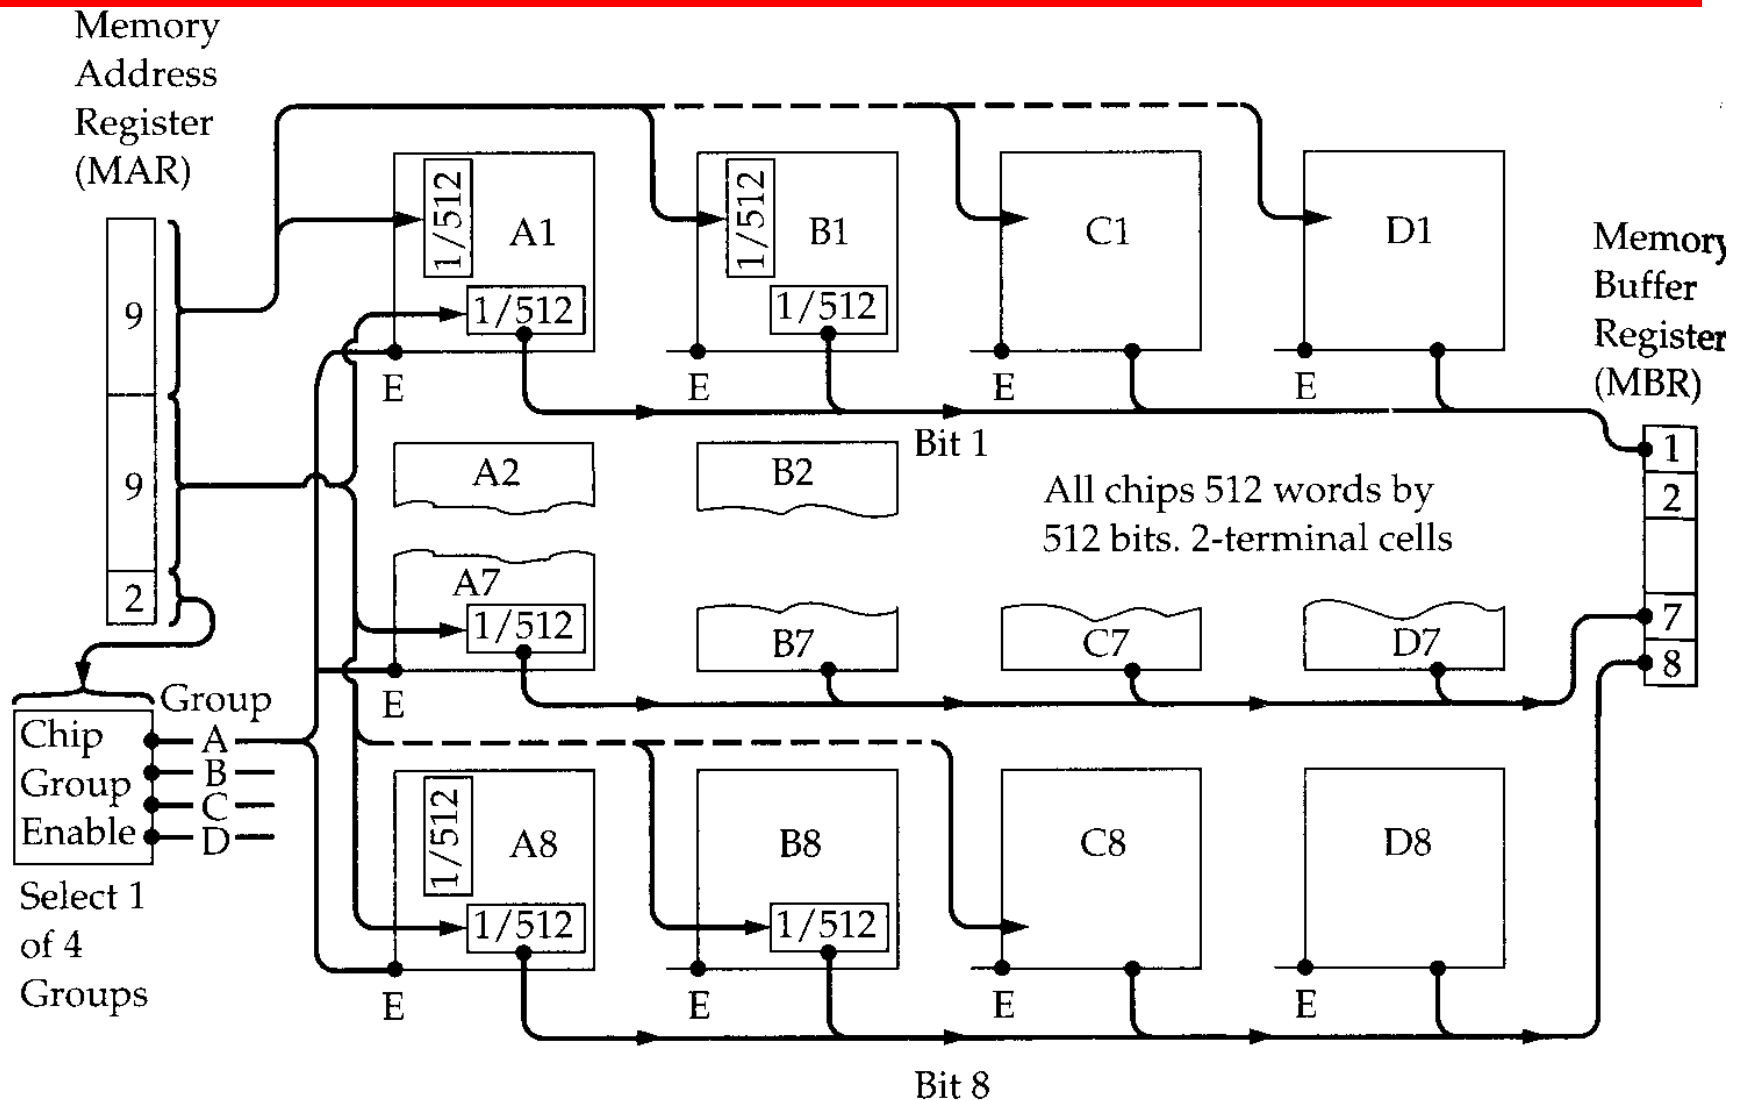 Memory
Address
Register
(MAR)
9
9
2
1/512
A1
1/512
E
1/512
B1
1/512
E
C1
E
D1
E
Memory
Buffer
Register
(MBR)
Bit 1
1
2
7
8
A2
B2
All chips 512 words by
512 bits. 2-terminal cells
A7
1/512
E
B7
C7
D7
Group
Chip
Group
Enable
A
B
C
D
Select 1
of 4
Groups
1/512
A8
1/512
E
B8
1/512
E
C8
E
D8
E
Bit 8